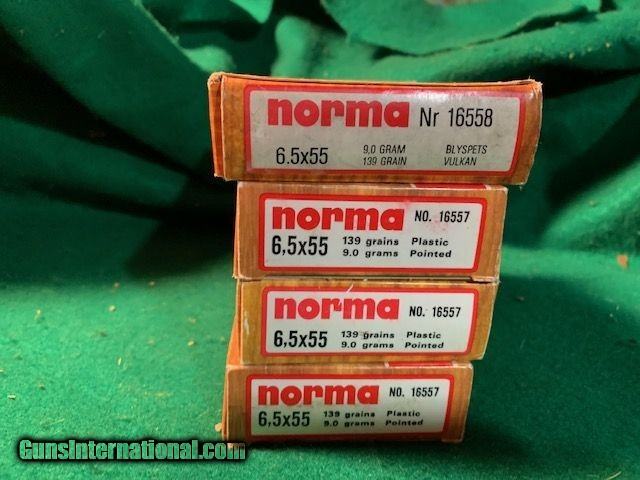 norma Nr 16558
6.5x55 9,0 GRAM BLYSPETS
139 GRAIN VULKAN
norma NO. 16557
6,5x55 139 grains Plastic
9.0 grams Pointed
norma NO. 16557
6,5x55 139 grains Plastic
9.0 grams Pointed
norma NO. 16557
6,5x55 139 grains Plastic
9.0 grams Pointed
GunsInternational.com